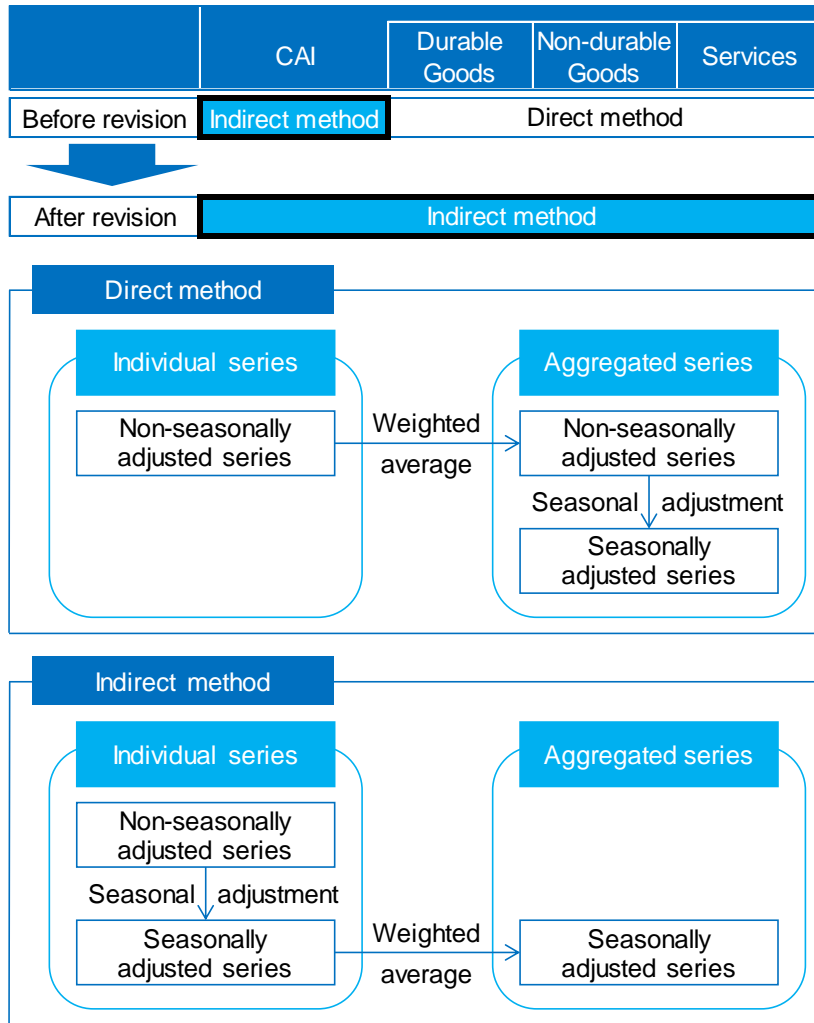 CAI
Durable
Goods
Non-durable
Goods
Services
Before revision
Indirect method
Direct method
After revision
Indirect method
Direct method
Individual series
Aggregated series
Non-seasonally
adjusted series
Weighted
average
Non-seasonally
adjusted series
Seasonal adjustment
Seasonally
adjusted series
Indirect method
Individual series
Aggregated series
Non-seasonally
adjusted series
Seasonal adjustment
Seasonally
adjusted series
Weighted
average
Seasonally
adjusted series